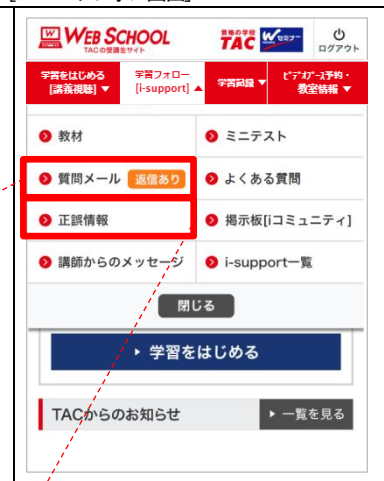 WEB SCHOOL
TACの受講生サイト
資格の学校
TAC Wセミナー
ログアウト
学習をはじめる
[講義視聴] ▼
学習フォロー
[i-support] ▲
学習記録 ▼
ビデオブース予約・
教室情報 ▼
教材
ミニテスト
質問メール 返信あり
よくある質問
正誤情報
掲示板[iコミュニティ]
講師からのメッセージ
i-support一覧
閉じる
学習をはじめる
TACからのお知らせ
一覧を見る